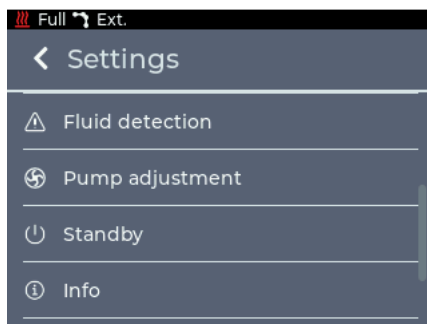 Full Ext.
Settings
Fluid detection
Pump adjustment
Standby
Info